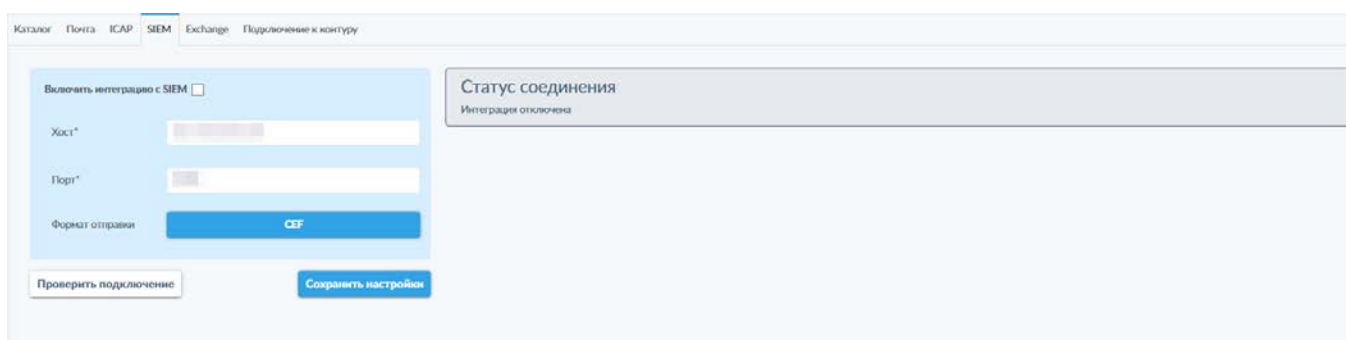 Каталог Почта ICAP SIEM Exchange Подключение к контуру
Включить интеграцию с SIEM
Хост*
Порт*
Формат отправки CEF
Проверить подключение Сохранить настройки
Статус соединения
Интеграция отключена